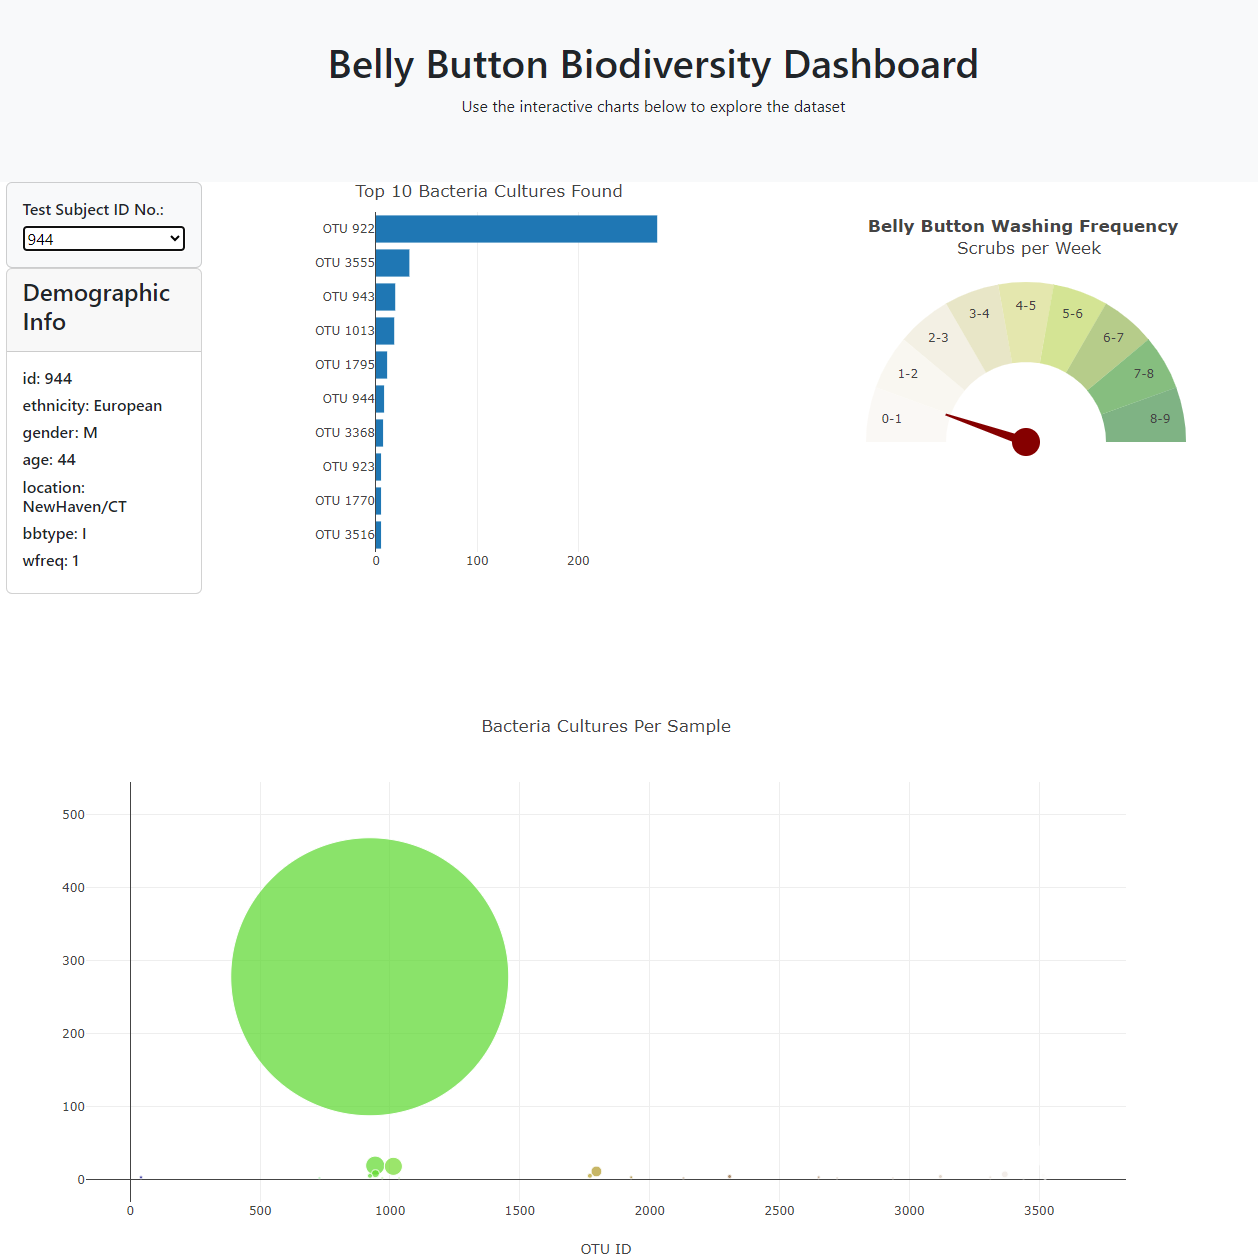 Belly Button Biodiversity Dashboard
Use the interactive charts below to explore the dataset
Test Subject ID No.:
944
Demographic
Info
id: 944
ethnicity: European
gender: M
age: 44
location:
NewHaven/CT
bbtype: I
wfreq: 1
Top 10 Bacteria Cultures Found
OTU 922
OTU 3555
OTU 943
OTU 1013
OTU 1795
OTU 944
OTU 3368
OTU 923
OTU 1770
OTU 3516
0 100 200
Belly Button Washing Frequency
Scrubs per Week
0-1
1-2
2-3
3-4
4-5
5-6
6-7
7-8
8-9
Bacteria Cultures Per Sample
500
400
300
200
100
0
0 500 1000 1500 2000 2500 3000 3500
OTU ID